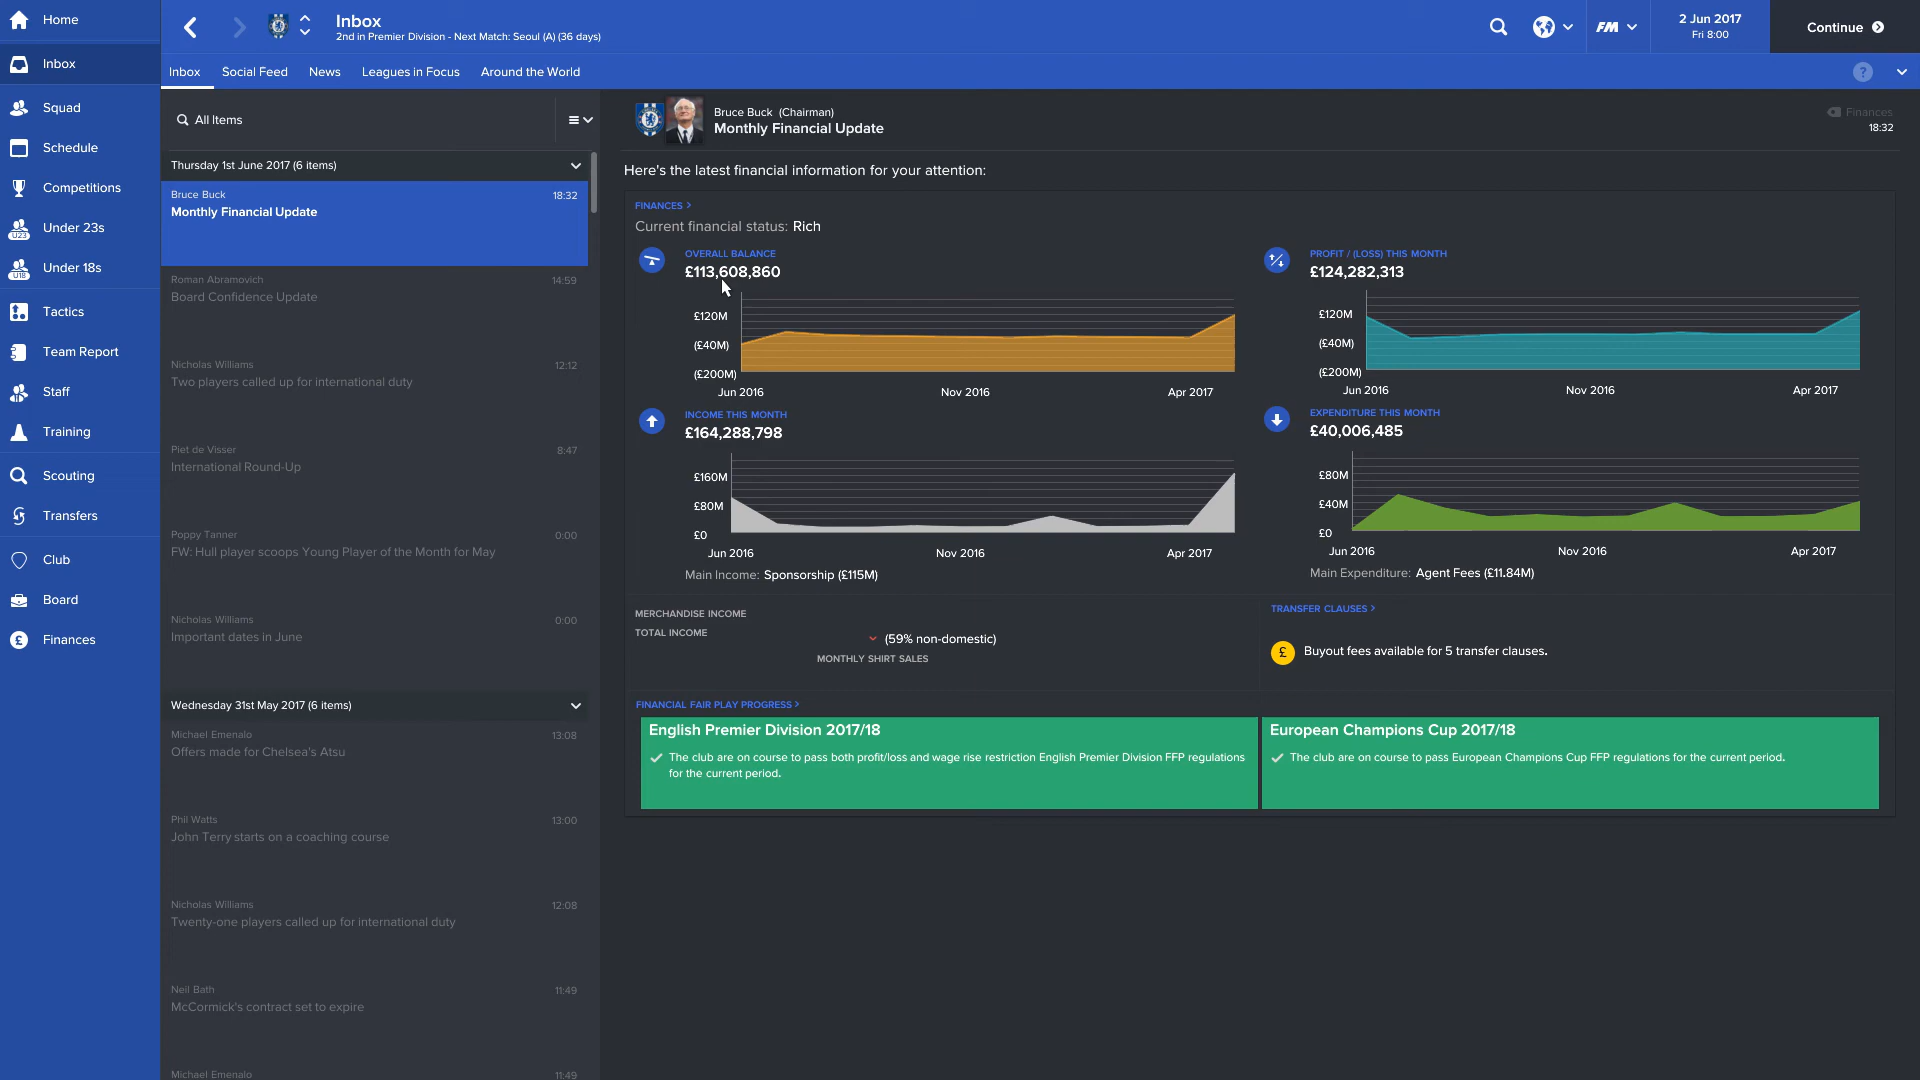 Home
Inbox
Squad
Schedule
Competitions
Under 23s
Under 18s
Tactics
Team Report
Staff
Training
Scouting
Transfers
Club
Board
Finances
Inbox
2nd in Premier Division - Next Match: Seoul (A) (36 days)
FM
2 Jun 2017
Fri 8:00
Continue
Inbox
Social Feed
News
Leagues in Focus
Around the World
?
All Items
Thursday 1st June 2017 (6 items)
Bruce Buck
18:32
Monthly Financial Update
Roman Abramovich
14:59
Board Confidence Update
Nicholas Williams
12:12
Two players called up for international duty
Piet de Visser
8:47
International Round-Up
Poppy Tanner
0:00
FW: Hull player scoops Young Player of the Month for May
Nicholas Williams
0:00
Important dates in June
Wednesday 31st May 2017 (6 items)
Michael Emenalo
13:08
Offers made for Chelsea's Atsu
Phil Watts
13:00
John Terry starts on a coaching course
Nicholas Williams
12:08
Twenty-one players called up for international duty
Neil Bath
11:49
McCormick's contract set to expire
Michael Emenalo
11:49
Bruce Buck (Chairman)
Monthly Financial Update
Finances
18:32
Here's the latest financial information for your attention:
FINANCES >
Current financial status: Rich
OVERALL BALANCE
£113,608,860
£120M
(£40M)
(£200M)
Jun 2016
Nov 2016
Apr 2017
PROFIT / (LOSS) THIS MONTH
£124,282,313
£120M
(£40M)
(£200M)
Jun 2016
Nov 2016
Apr 2017
INCOME THIS MONTH
£164,288,798
£160M
£80M
£0
Jun 2016
Nov 2016
Apr 2017
Main Income: Sponsorship (£115M)
EXPENDITURE THIS MONTH
£40,006,485
£80M
£40M
£0
Jun 2016
Nov 2016
Apr 2017
Main Expenditure: Agent Fees (£11.84M)
MERCHANDISE INCOME
TOTAL INCOME
(59% non-domestic)
MONTHLY SHIRT SALES
TRANSFER CLAUSES >
£
Buyout fees available for 5 transfer clauses.
FINANCIAL FAIR PLAY PROGRESS >
English Premier Division 2017/18
The club are on course to pass both profit/loss and wage rise restriction English Premier Division FFP regulations
for the current period.
European Champions Cup 2017/18
The club are on course to pass European Champions Cup FFP regulations for the current period.